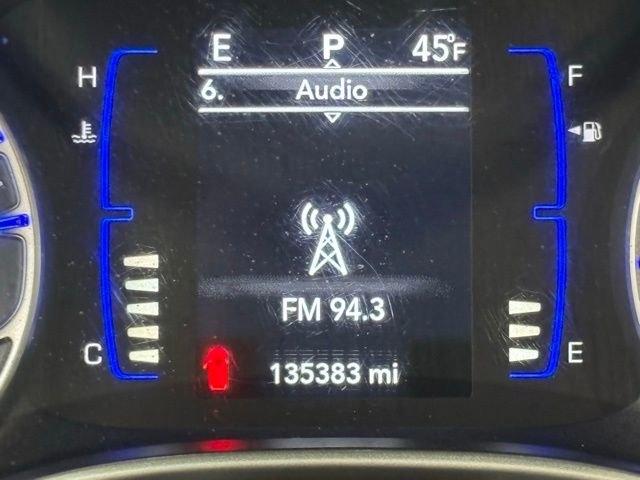 E P 45°F
H F
6. Audio
FM 94.3
C E
135383 mi